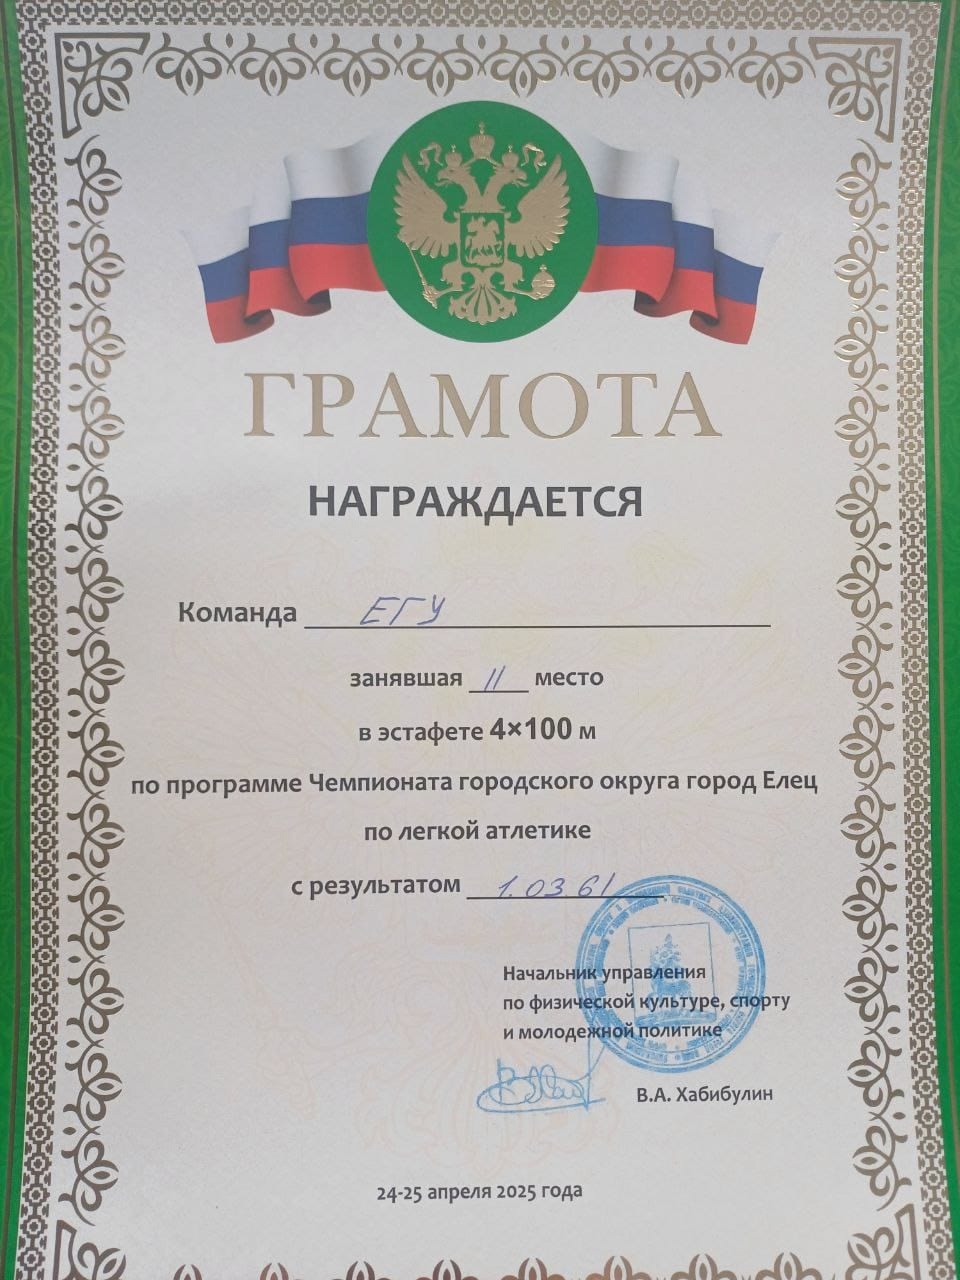 ГРАМОТА
НАГРАЖДАЕТСЯ
Команда ЕГУ
занявшая II место
в эстафете 4×100 м
по программе Чемпионата городского округа город Елец
по легкой атлетике
с результатом 1.03 61
Начальник управления
по физической культуре, спорту
и молодежной политике
В.А. Хабибулин
24-25 апреля 2025 года